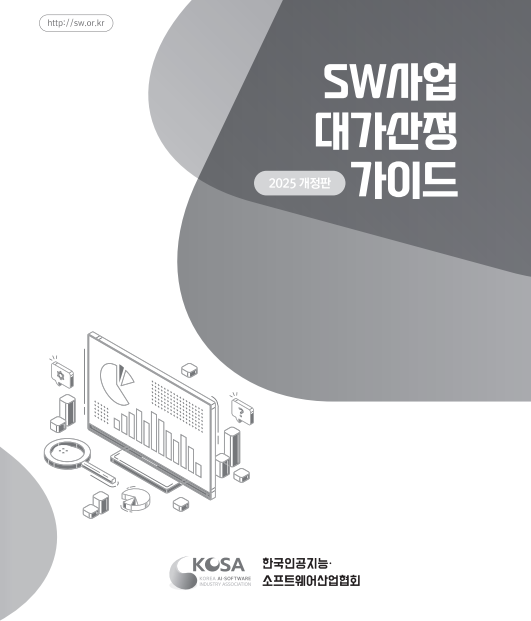 http://sw.or.kr
SW사업
대가산정
2025 개정판 가이드
KOSA
KOREA AI·SOFTWARE
INDUSTRY ASSOCIATION
한국인공지능·
소프트웨어산업협회